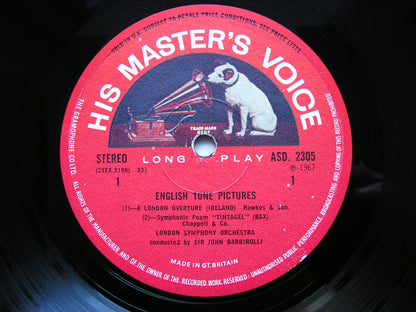 SOLD IN U.K. SUBJECT TO RESALE PRICE CONDITIONS, SEE PRICE LISTS
HIS MASTER'S VOICE
TRADE MARK
STEREO
LONG PLAY
ASD. 2305
(2YEA.3108) 33⅓
℗ 1967
1
1
ENGLISH TONE PICTURES
(1)—A LONDON OVERTURE (IRELAND) Hawkes & Son.
(2)—Symphonic Poem "TINTAGEL" (BAX)
Chappell & Co.
LONDON SYMPHONY ORCHESTRA
conducted by SIR JOHN BARBIROLLI
MADE IN GT. BRITAIN
THE GRAMOPHONE CO. LTD. ALL RIGHTS OF THE MANUFACTURER AND OF THE OWNER OF THE RECORDED WORK RESERVED. UNAUTHORISED PUBLIC PERFORMANCE, BROADCASTING AND COPYING OF THIS RECORD PROHIBITED